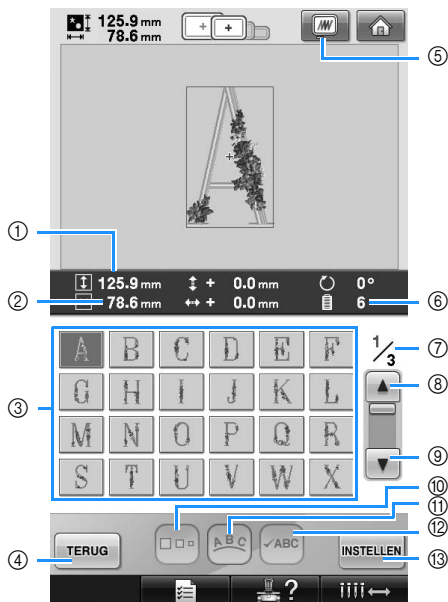 125.9 mm
78.6 mm
⑤
① 125.9 mm + 0.0 mm 0°
② 78.6 mm + 0.0 mm 6 ⑥
A B C D E F 1/3 ⑦
G H I J K L ⑧
③
M N O P Q R
S T U V W X ⑨
⑩
⑪
A B C ✓ABC ⑫
④ TERUG INSTELLEN ⑬
?